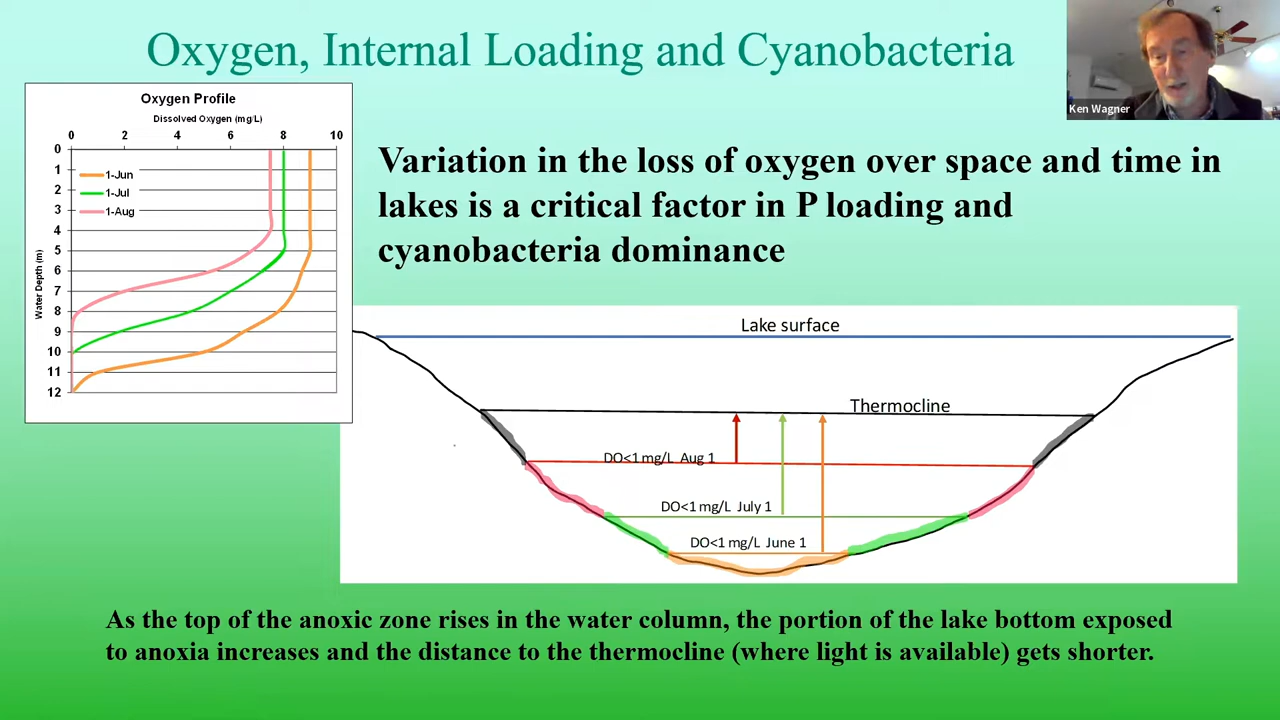 Oxygen, Internal Loading and Cyanobacteria
Ken Wagner
Oxygen Profile
Dissolved Oxygen (mg/L)
0 2 4 6 8 10
0
1
2
3
4
5
6
7
8
9
10
11
12
Water Depth (m)
1-Jun
1-Jul
1-Aug
Variation in the loss of oxygen over space and time in
lakes is a critical factor in P loading and
cyanobacteria dominance
Lake surface
Thermocline
DO<1 mg/L Aug 1
DO<1 mg/L July 1
DO<1 mg/L June 1
As the top of the anoxic zone rises in the water column, the portion of the lake bottom exposed
to anoxia increases and the distance to the thermocline (where light is available) gets shorter.